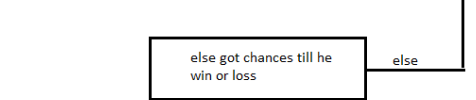 else got chances till he
win or loss
else